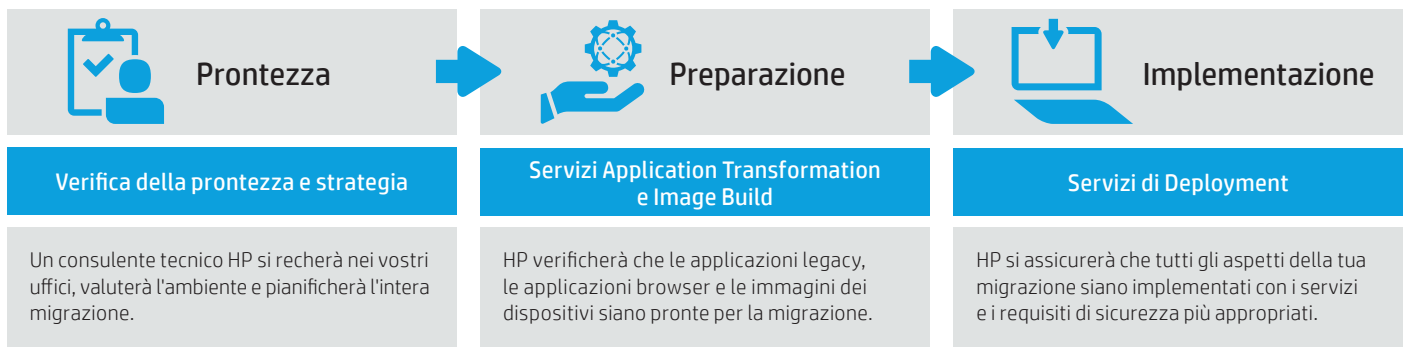 Prontezza
Verifica della prontezza e strategia
Un consulente tecnico HP si recherà nei vostri
uffici, valuterà l'ambiente e pianificherà l'intera
migrazione.
Preparazione
Servizi Application Transformation
e Image Build
HP verificherà che le applicazioni legacy,
le applicazioni browser e le immagini dei
dispositivi siano pronte per la migrazione.
Implementazione
Servizi di Deployment
HP si assicurerà che tutti gli aspetti della tua
migrazione siano implementati con i servizi
e i requisiti di sicurezza più appropriati.